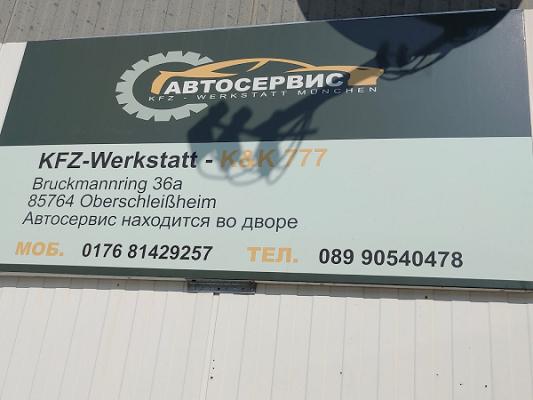 АВТОСЕРВИС
KFZ - WERKSTATT MÜNCHEN
KFZ-Werkstatt - K&K 777
Bruckmannring 36a
85764 Oberschleißheim
Автосервис находится во дворе
МОБ. 0176 81429257 ТЕЛ. 089 90540478